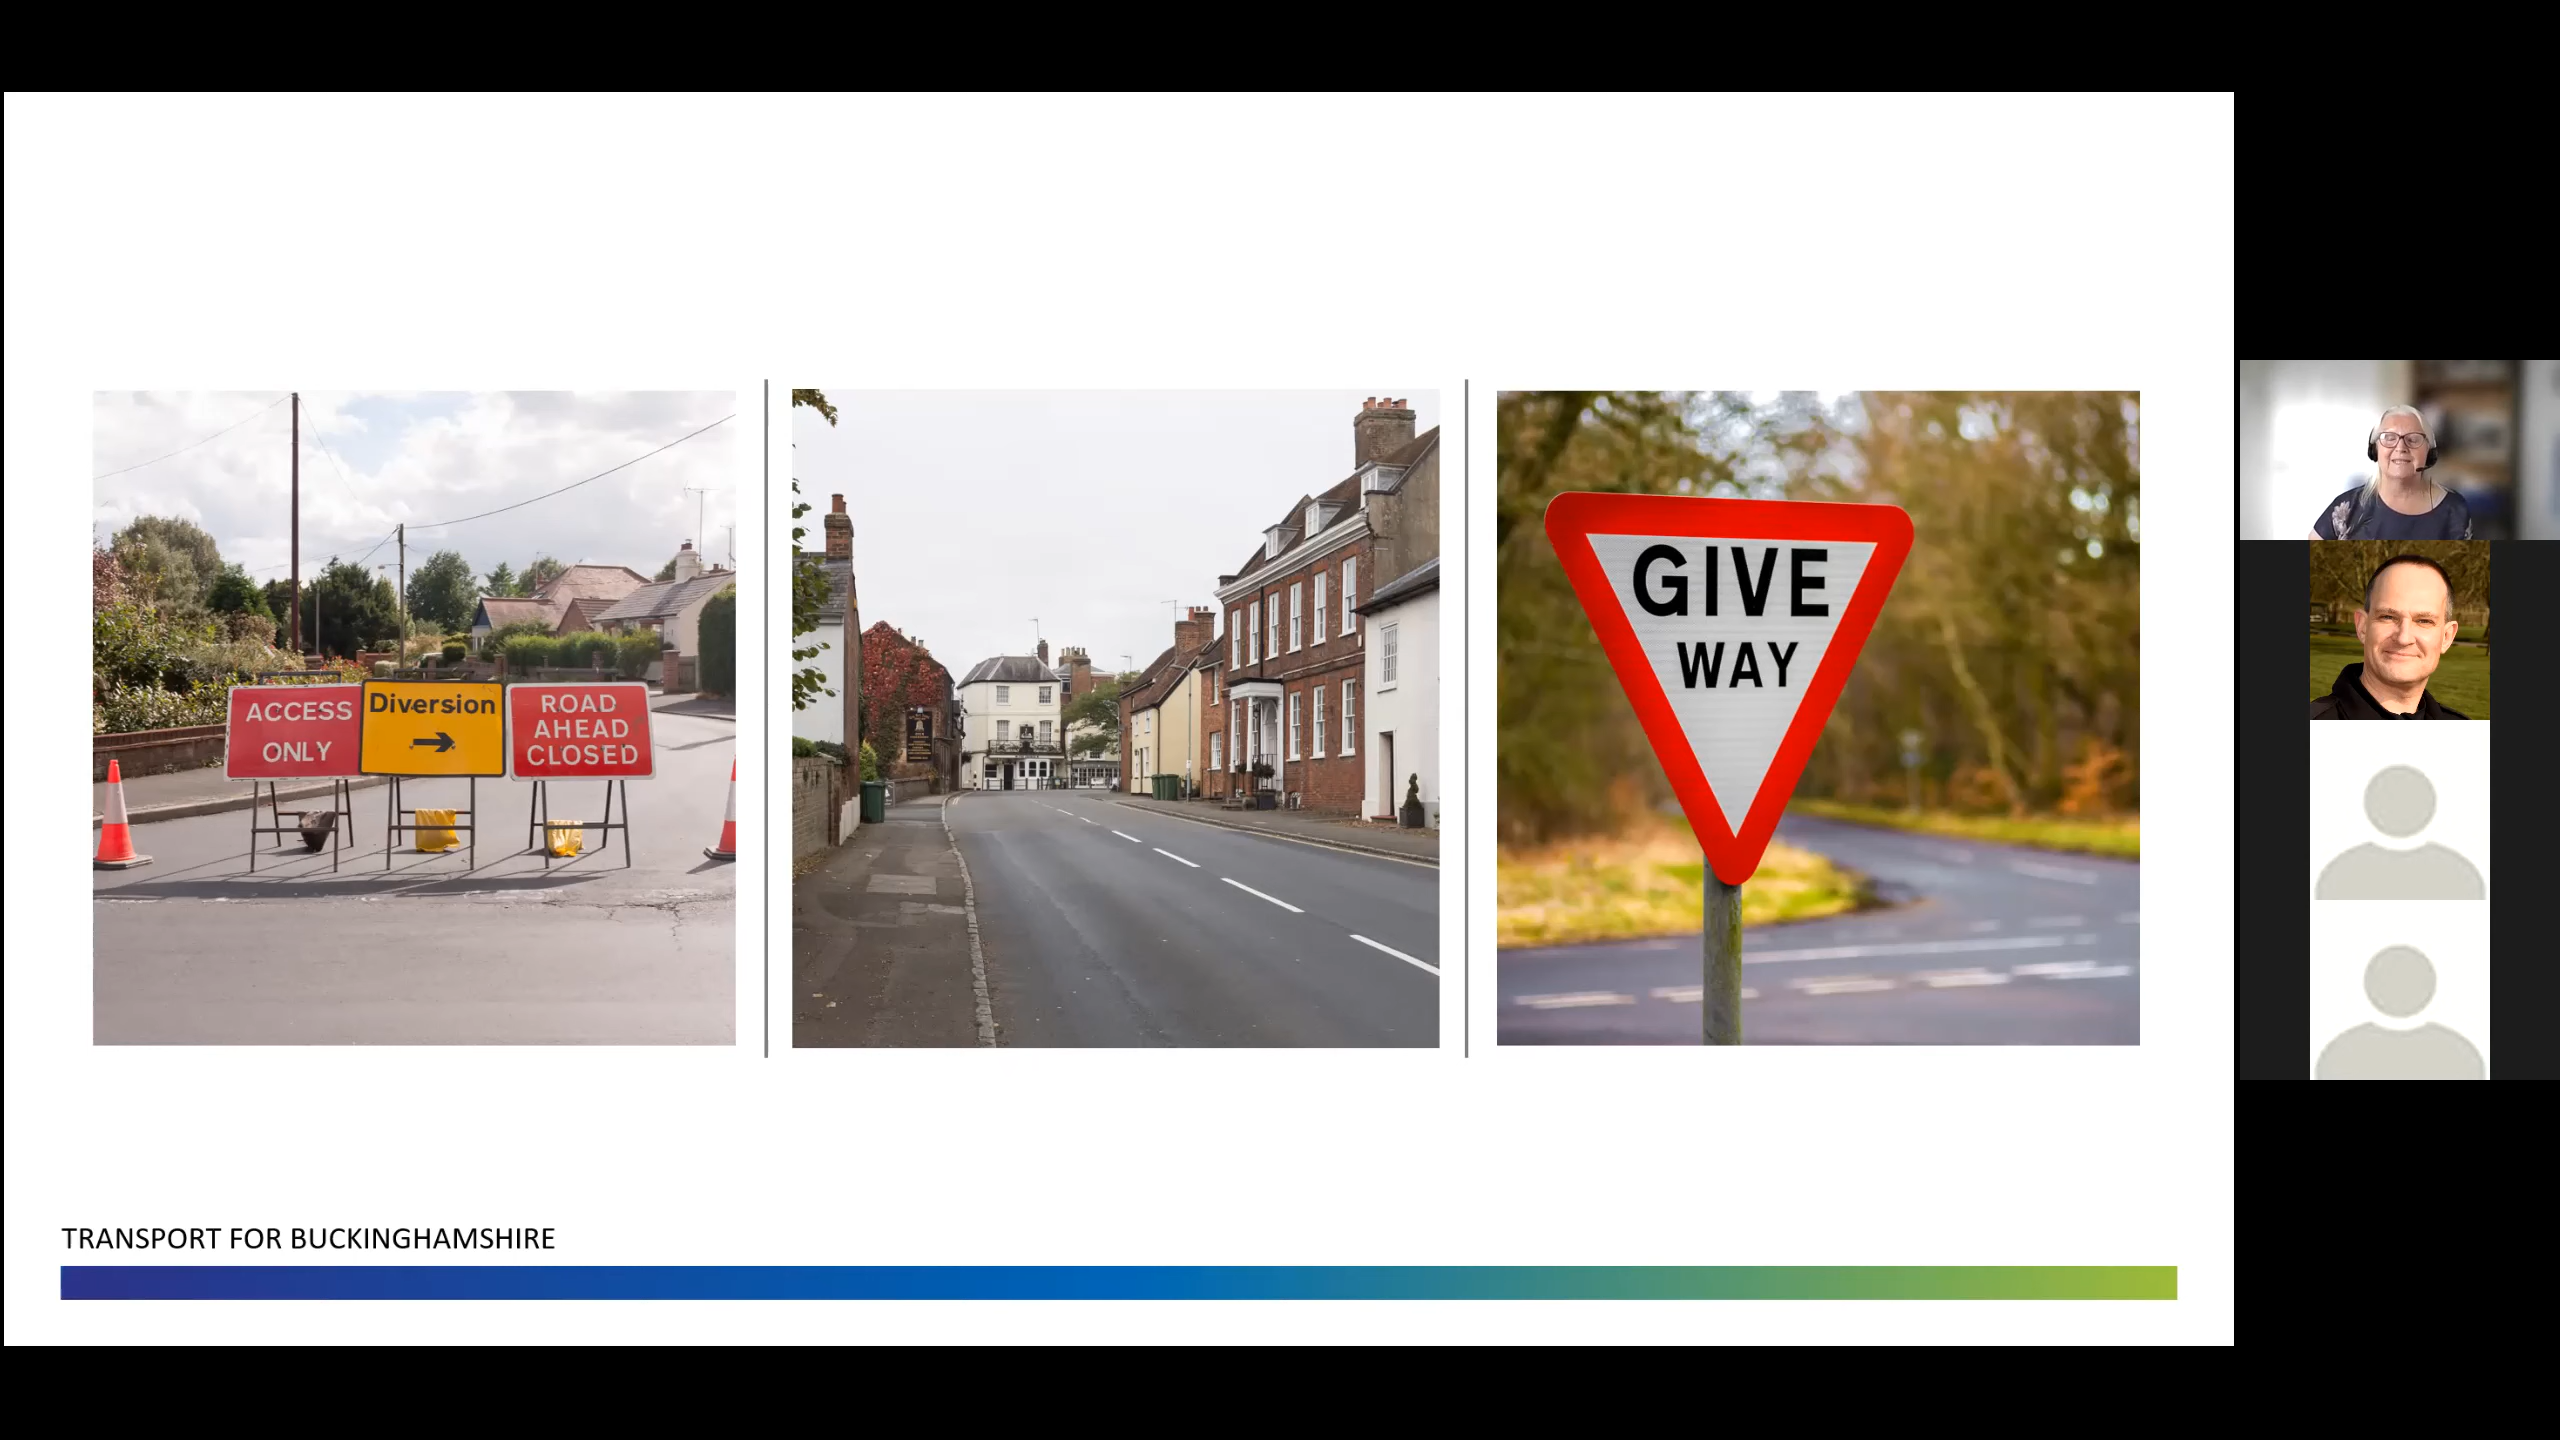 ACCESS
ONLY
Diversion
ROAD
AHEAD
CLOSED
GIVE
WAY
TRANSPORT FOR BUCKINGHAMSHIRE